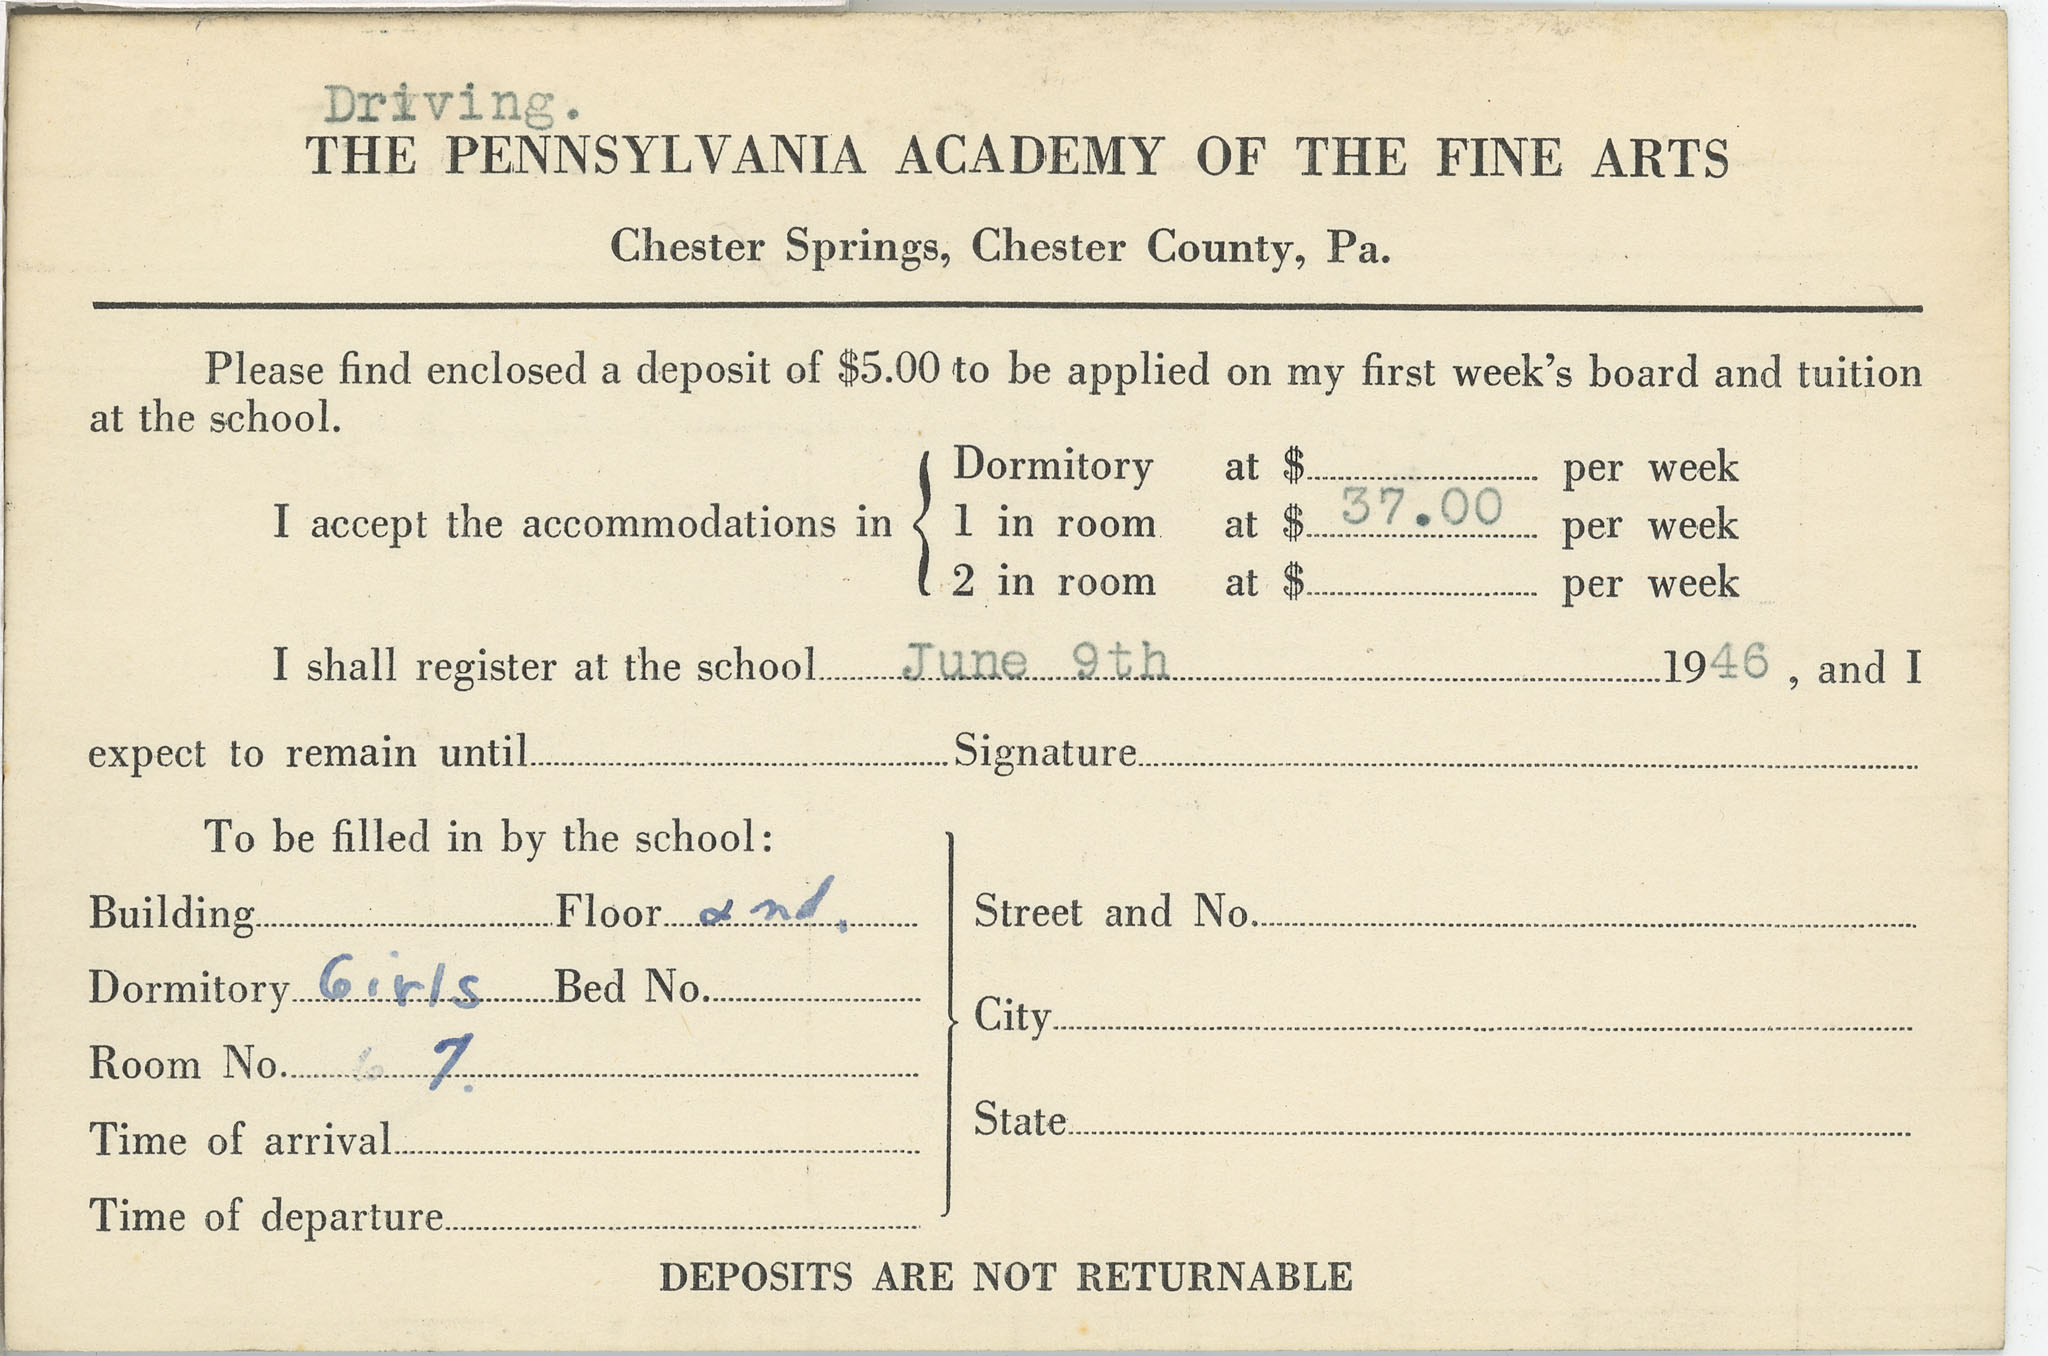 Driving.
THE PENNSYLVANIA ACADEMY OF THE FINE ARTS
Chester Springs, Chester County, Pa.
Please find enclosed a deposit of $5.00 to be applied on my first week's board and tuition
at the school.
I accept the accommodations in
Dormitory at $ per week
1 in room at $ 37.00 per week
2 in room at $ per week
I shall register at the school June 9th 1946, and I
expect to remain until Signature
To be filled in by the school:
Building Floor 2nd.
Dormitory Girls Bed No.
Room No. 6 7.
Time of arrival
Time of departure
Street and No.
City
State
DEPOSITS ARE NOT RETURNABLE